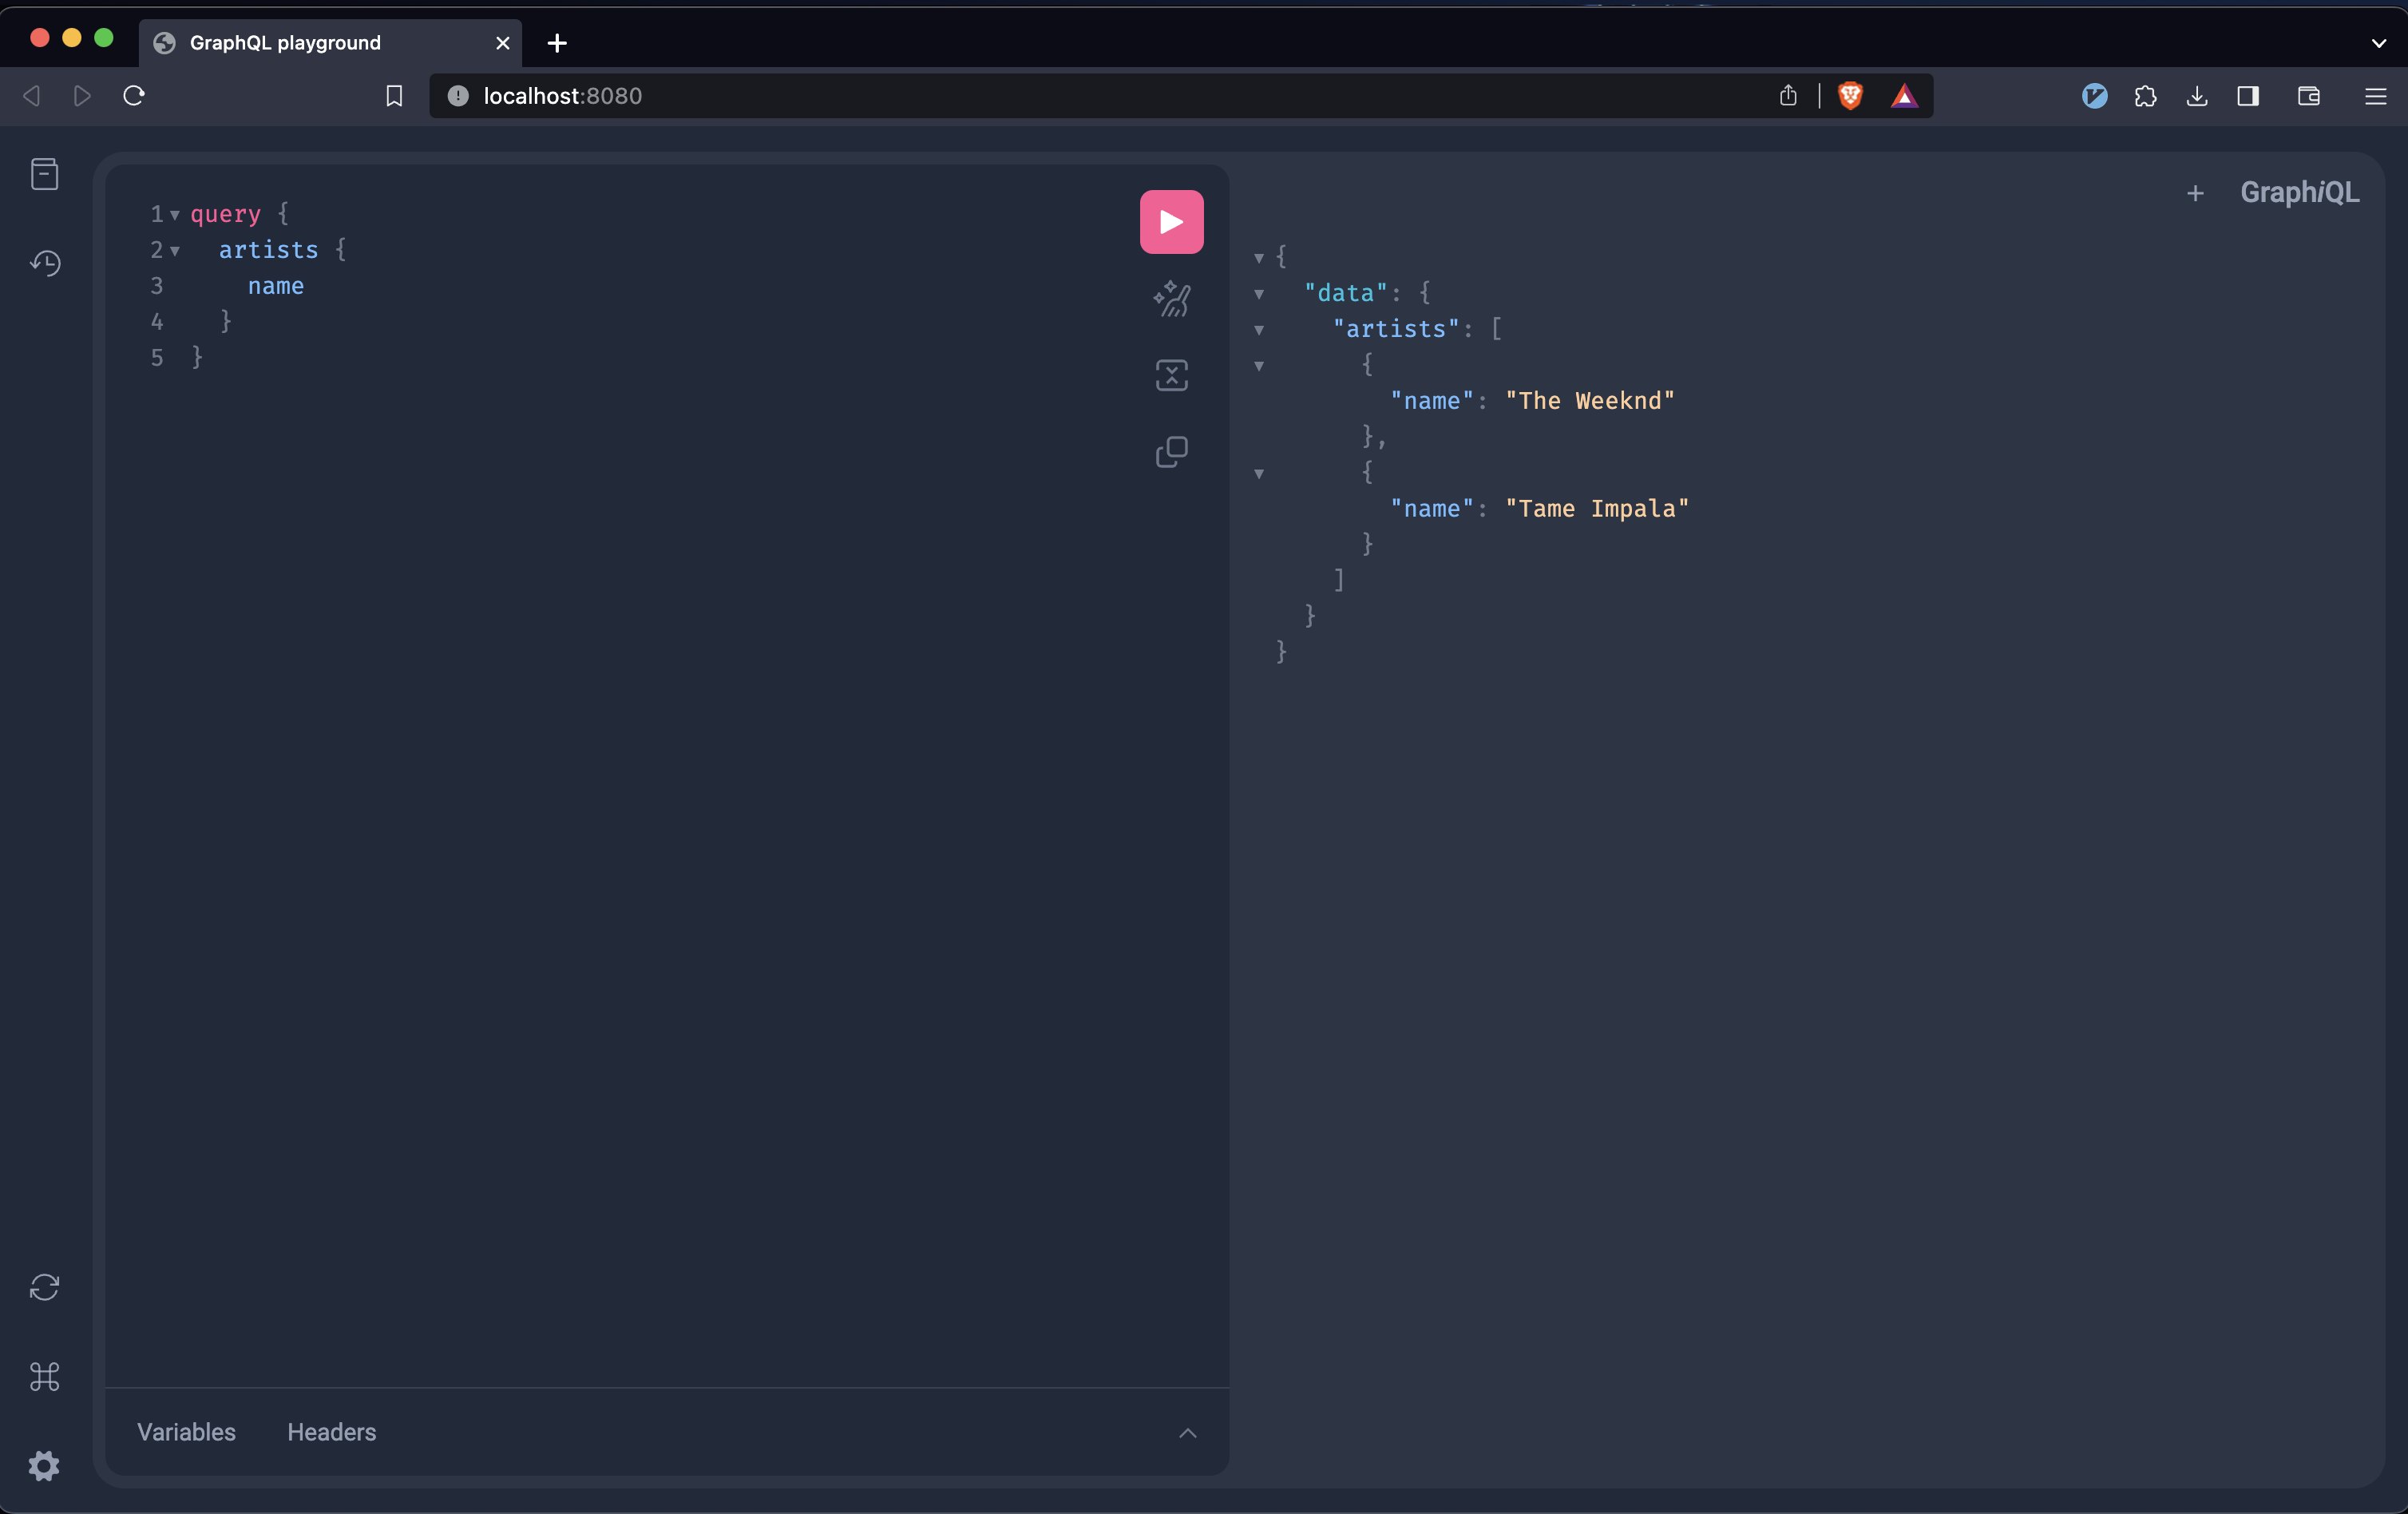 GraphQL playground
localhost:8080
1 query {
2   artists {
3     name
4   }
5 }
Variables Headers
GraphiQL
{
  "data": {
    "artists": [
      {
        "name": "The Weeknd"
      },
      {
        "name": "Tame Impala"
      }
    ]
  }
}